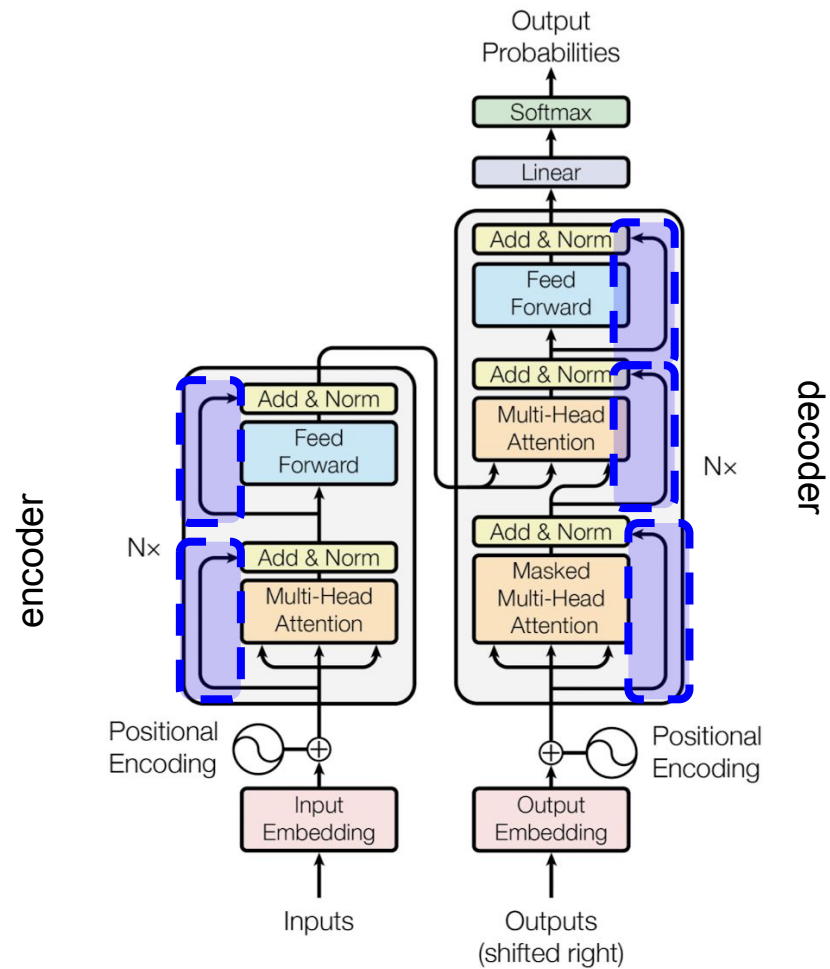 Output
Probabilities
Softmax
Linear
Add & Norm
Feed
Forward
Add & Norm
Multi-Head
Attention
Add & Norm
Masked
Multi-Head
Attention
Nx
decoder
Add & Norm
Feed
Forward
Add & Norm
Multi-Head
Attention
Nx
encoder
Positional
Encoding
Positional
Encoding
Input
Embedding
Output
Embedding
Inputs
Outputs
(shifted right)